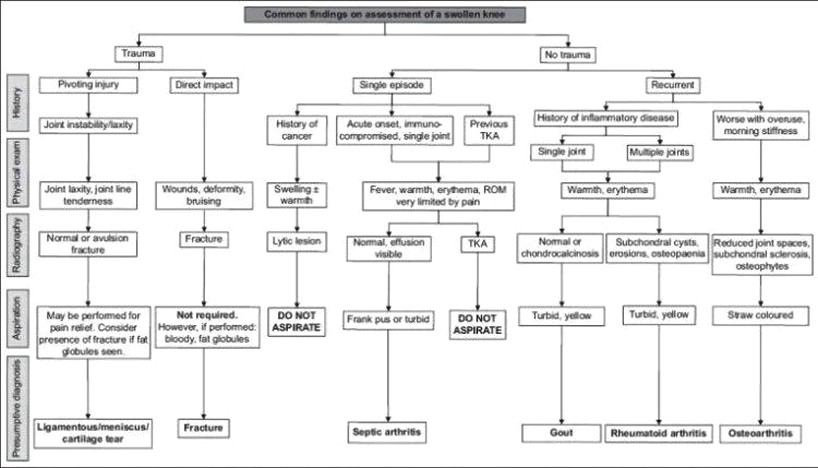 Common findings on assessment of a swollen knee
Trauma
No trauma
History
Pivoting injury
Direct impact
Single episode
Recurrent
Joint instability/laxity
History of
cancer
Acute onset, immuno-
compromised, single joint
Previous
TKA
History of inflammatory disease
Worse with overuse,
morning stiffness
Single joint
Multiple joints
Physical exam
Joint laxity, joint line
tenderness
Wounds, deformity,
bruising
Swelling ±
warmth
Fever, warmth, erythema, ROM
very limited by pain
Warmth, erythema
Warmth, erythema
Radiography
Normal or avulsion
fracture
Fracture
Lytic lesion
Normal, effusion
visible
TKA
Normal or
chondrocalcinosis
Subchondral cysts,
erosions, osteopaenia
Reduced joint spaces,
subchondral sclerosis,
osteophytes
Aspiration
May be performed for
pain relief. Consider
presence of fracture if fat
globules seen.
Not required.
However, if performed:
bloody, fat globules
DO NOT
ASPIRATE
Frank pus or turbid
DO NOT
ASPIRATE
Turbid, yellow
Turbid, yellow
Straw coloured
Presumptive diagnosis
Ligamentous/meniscus/
cartilage tear
Fracture
Septic arthritis
Gout
Rheumatoid arthritis
Osteoarthritis